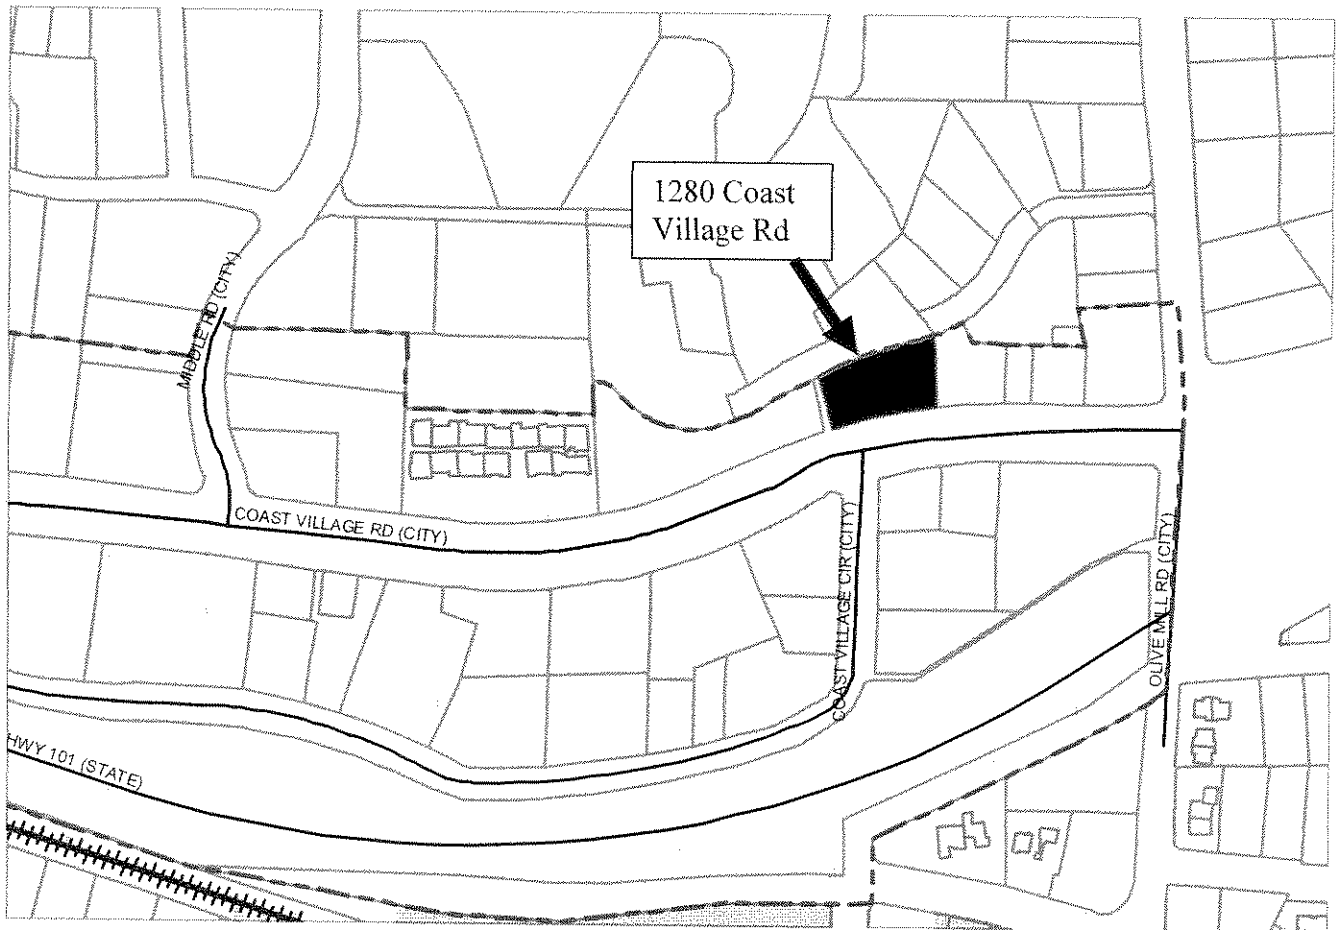 1280 Coast
Village Rd
MIDDLE RD (CITY)
COAST VILLAGE RD (CITY)
COAST VILLAGE CIR (CITY)
OLIVE MILL RD (CITY)
HWY 101 (STATE)